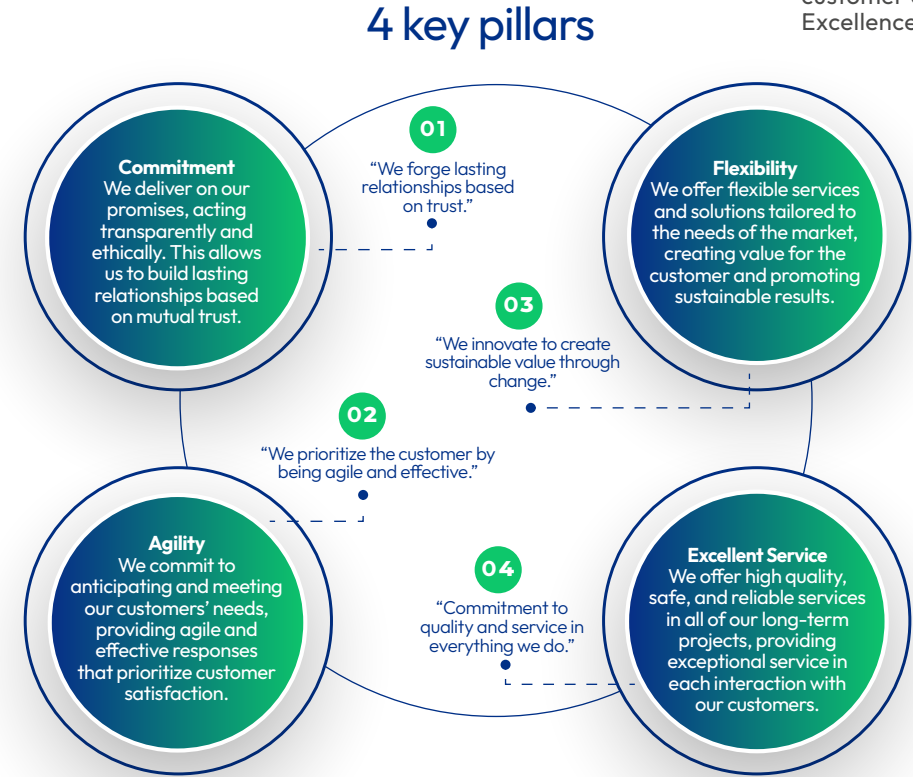 4 key pillars
Excellence
Commitment
We deliver on our
promises, acting
transparently and
ethically. This allows
us to build lasting
relationships based
on mutual trust.
01
“We forge lasting
relationships based
on trust.”
Flexibility
We offer flexible services
and solutions tailored to
the needs of the market,
creating value for the
customer and promoting
sustainable results.
03
“We innovate to create
sustainable value through
change.”
02
“We prioritize the customer by
being agile and effective.”
Agility
We commit to
anticipating and meeting
our customers’ needs,
providing agile and
effective responses
that prioritize customer
satisfaction.
04
“Commitment to
quality and service in
everything we do.”
Excellent Service
We offer high quality,
safe, and reliable services
in all of our long-term
projects, providing
exceptional service in
each interaction with
our customers.